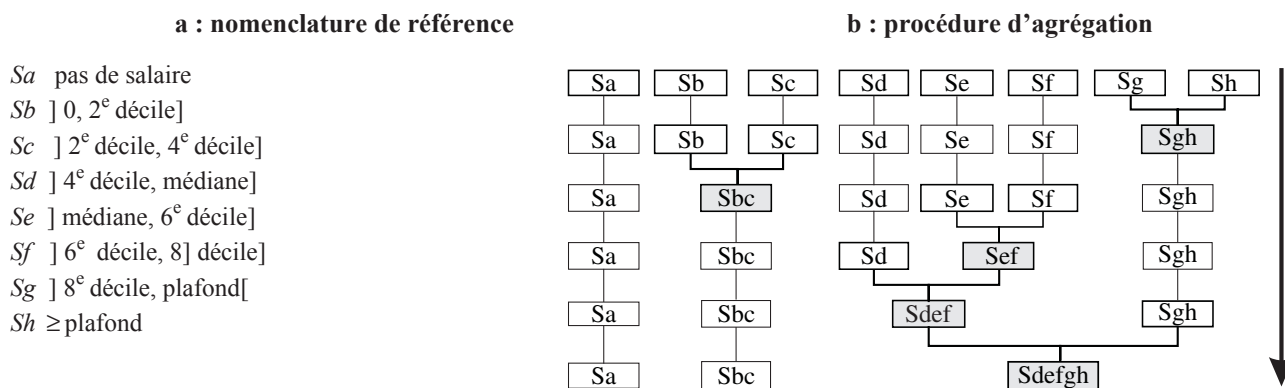 a : nomenclature de référence
Sa pas de salaire
Sb ] 0, 2e décile]
Sc ] 2e décile, 4e décile]
Sd ] 4e décile, médiane]
Se ] médiane, 6e décile]
Sf ] 6e décile, 8] décile]
Sg ] 8e décile, plafond[
Sh ≥ plafond
b : procédure d’agrégation
Sa Sb Sc Sd Se Sf Sg Sh
Sa Sb Sc Sd Se Sf Sgh
Sa Sbc Sd Se Sf Sgh
Sa Sbc Sd Sef Sgh
Sa Sbc Sdef Sgh
Sa Sbc Sdefgh